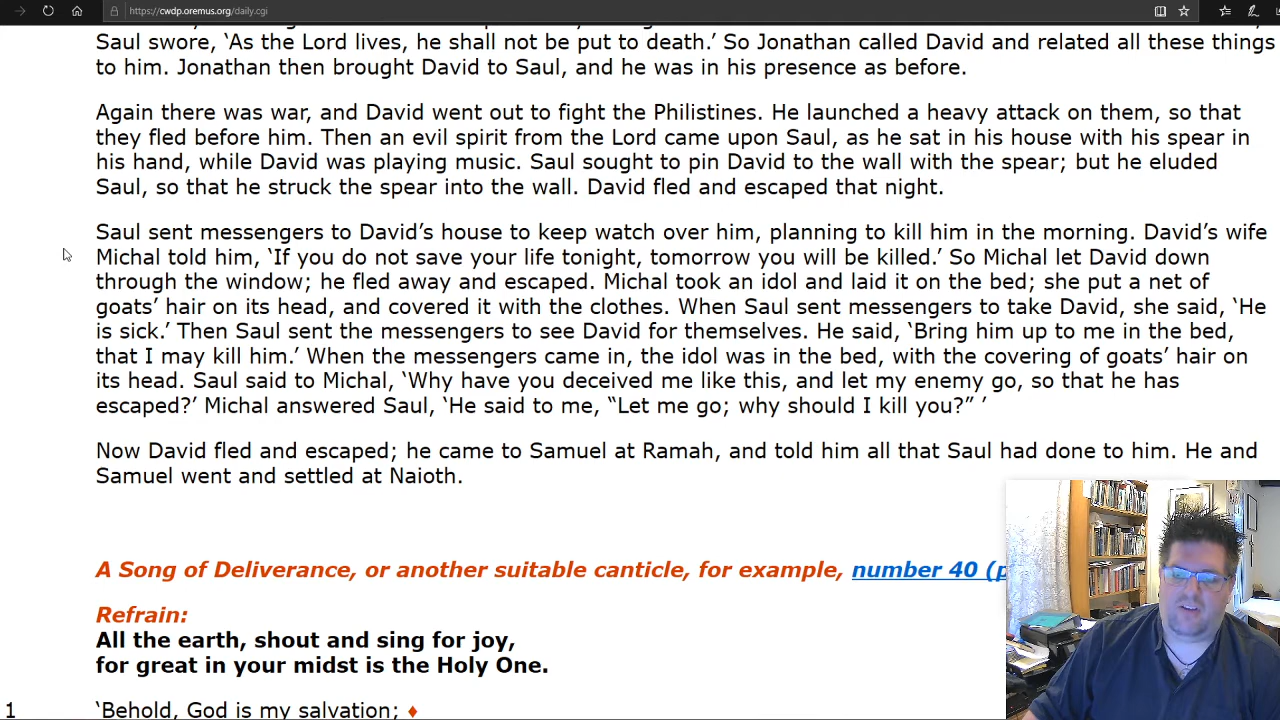 https://cwdp.oremus.org/daily.cgi
Saul swore, ‘As the Lord lives, he shall not be put to death.’ So Jonathan called David and related all these things
to him. Jonathan then brought David to Saul, and he was in his presence as before.
Again there was war, and David went out to fight the Philistines. He launched a heavy attack on them, so that
they fled before him. Then an evil spirit from the Lord came upon Saul, as he sat in his house with his spear in
his hand, while David was playing music. Saul sought to pin David to the wall with the spear; but he eluded
Saul, so that he struck the spear into the wall. David fled and escaped that night.
Saul sent messengers to David’s house to keep watch over him, planning to kill him in the morning. David’s wife
Michal told him, ‘If you do not save your life tonight, tomorrow you will be killed.’ So Michal let David down
through the window; he fled away and escaped. Michal took an idol and laid it on the bed; she put a net of
goats’ hair on its head, and covered it with the clothes. When Saul sent messengers to take David, she said, ‘He
is sick.’ Then Saul sent the messengers to see David for themselves. He said, ‘Bring him up to me in the bed,
that I may kill him.’ When the messengers came in, the idol was in the bed, with the covering of goats’ hair on
its head. Saul said to Michal, ‘Why have you deceived me like this, and let my enemy go, so that he has
escaped?’ Michal answered Saul, ‘He said to me, “Let me go; why should I kill you?” ’
Now David fled and escaped; he came to Samuel at Ramah, and told him all that Saul had done to him. He and
Samuel went and settled at Naioth.
A Song of Deliverance, or another suitable canticle, for example, number 40 (p
Refrain:
All the earth, shout and sing for joy,
for great in your midst is the Holy One.
1 ‘Behold, God is my salvation; ♦